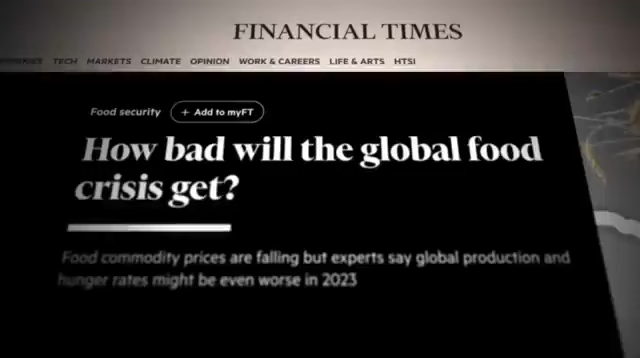 FINANCIAL TIMES
TECH MARKETS CLIMATE OPINION WORK & CAREERS LIFE & ARTS HTSI
Food security + Add to myFT
How bad will the global food
crisis get?
Food commodity prices are falling but experts say global production and
hunger rates might be even worse in 2023